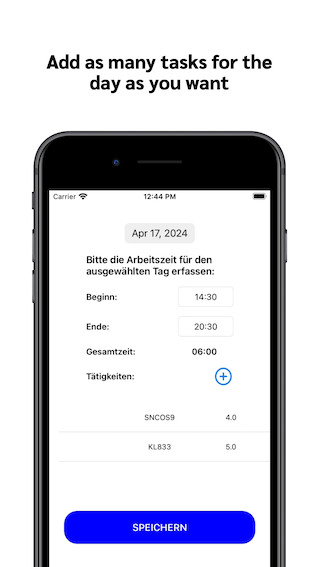 Add as many tasks for the
day as you want
Carrier 12:44 PM
Apr 17, 2024
Bitte die Arbeitszeit für den
ausgewählten Tag erfassen:
Beginn: 14:30
Ende: 20:30
Gesamtzeit: 06:00
Tätigkeiten:
SNCOS9 4.0
KL833 5.0
SPEICHERN